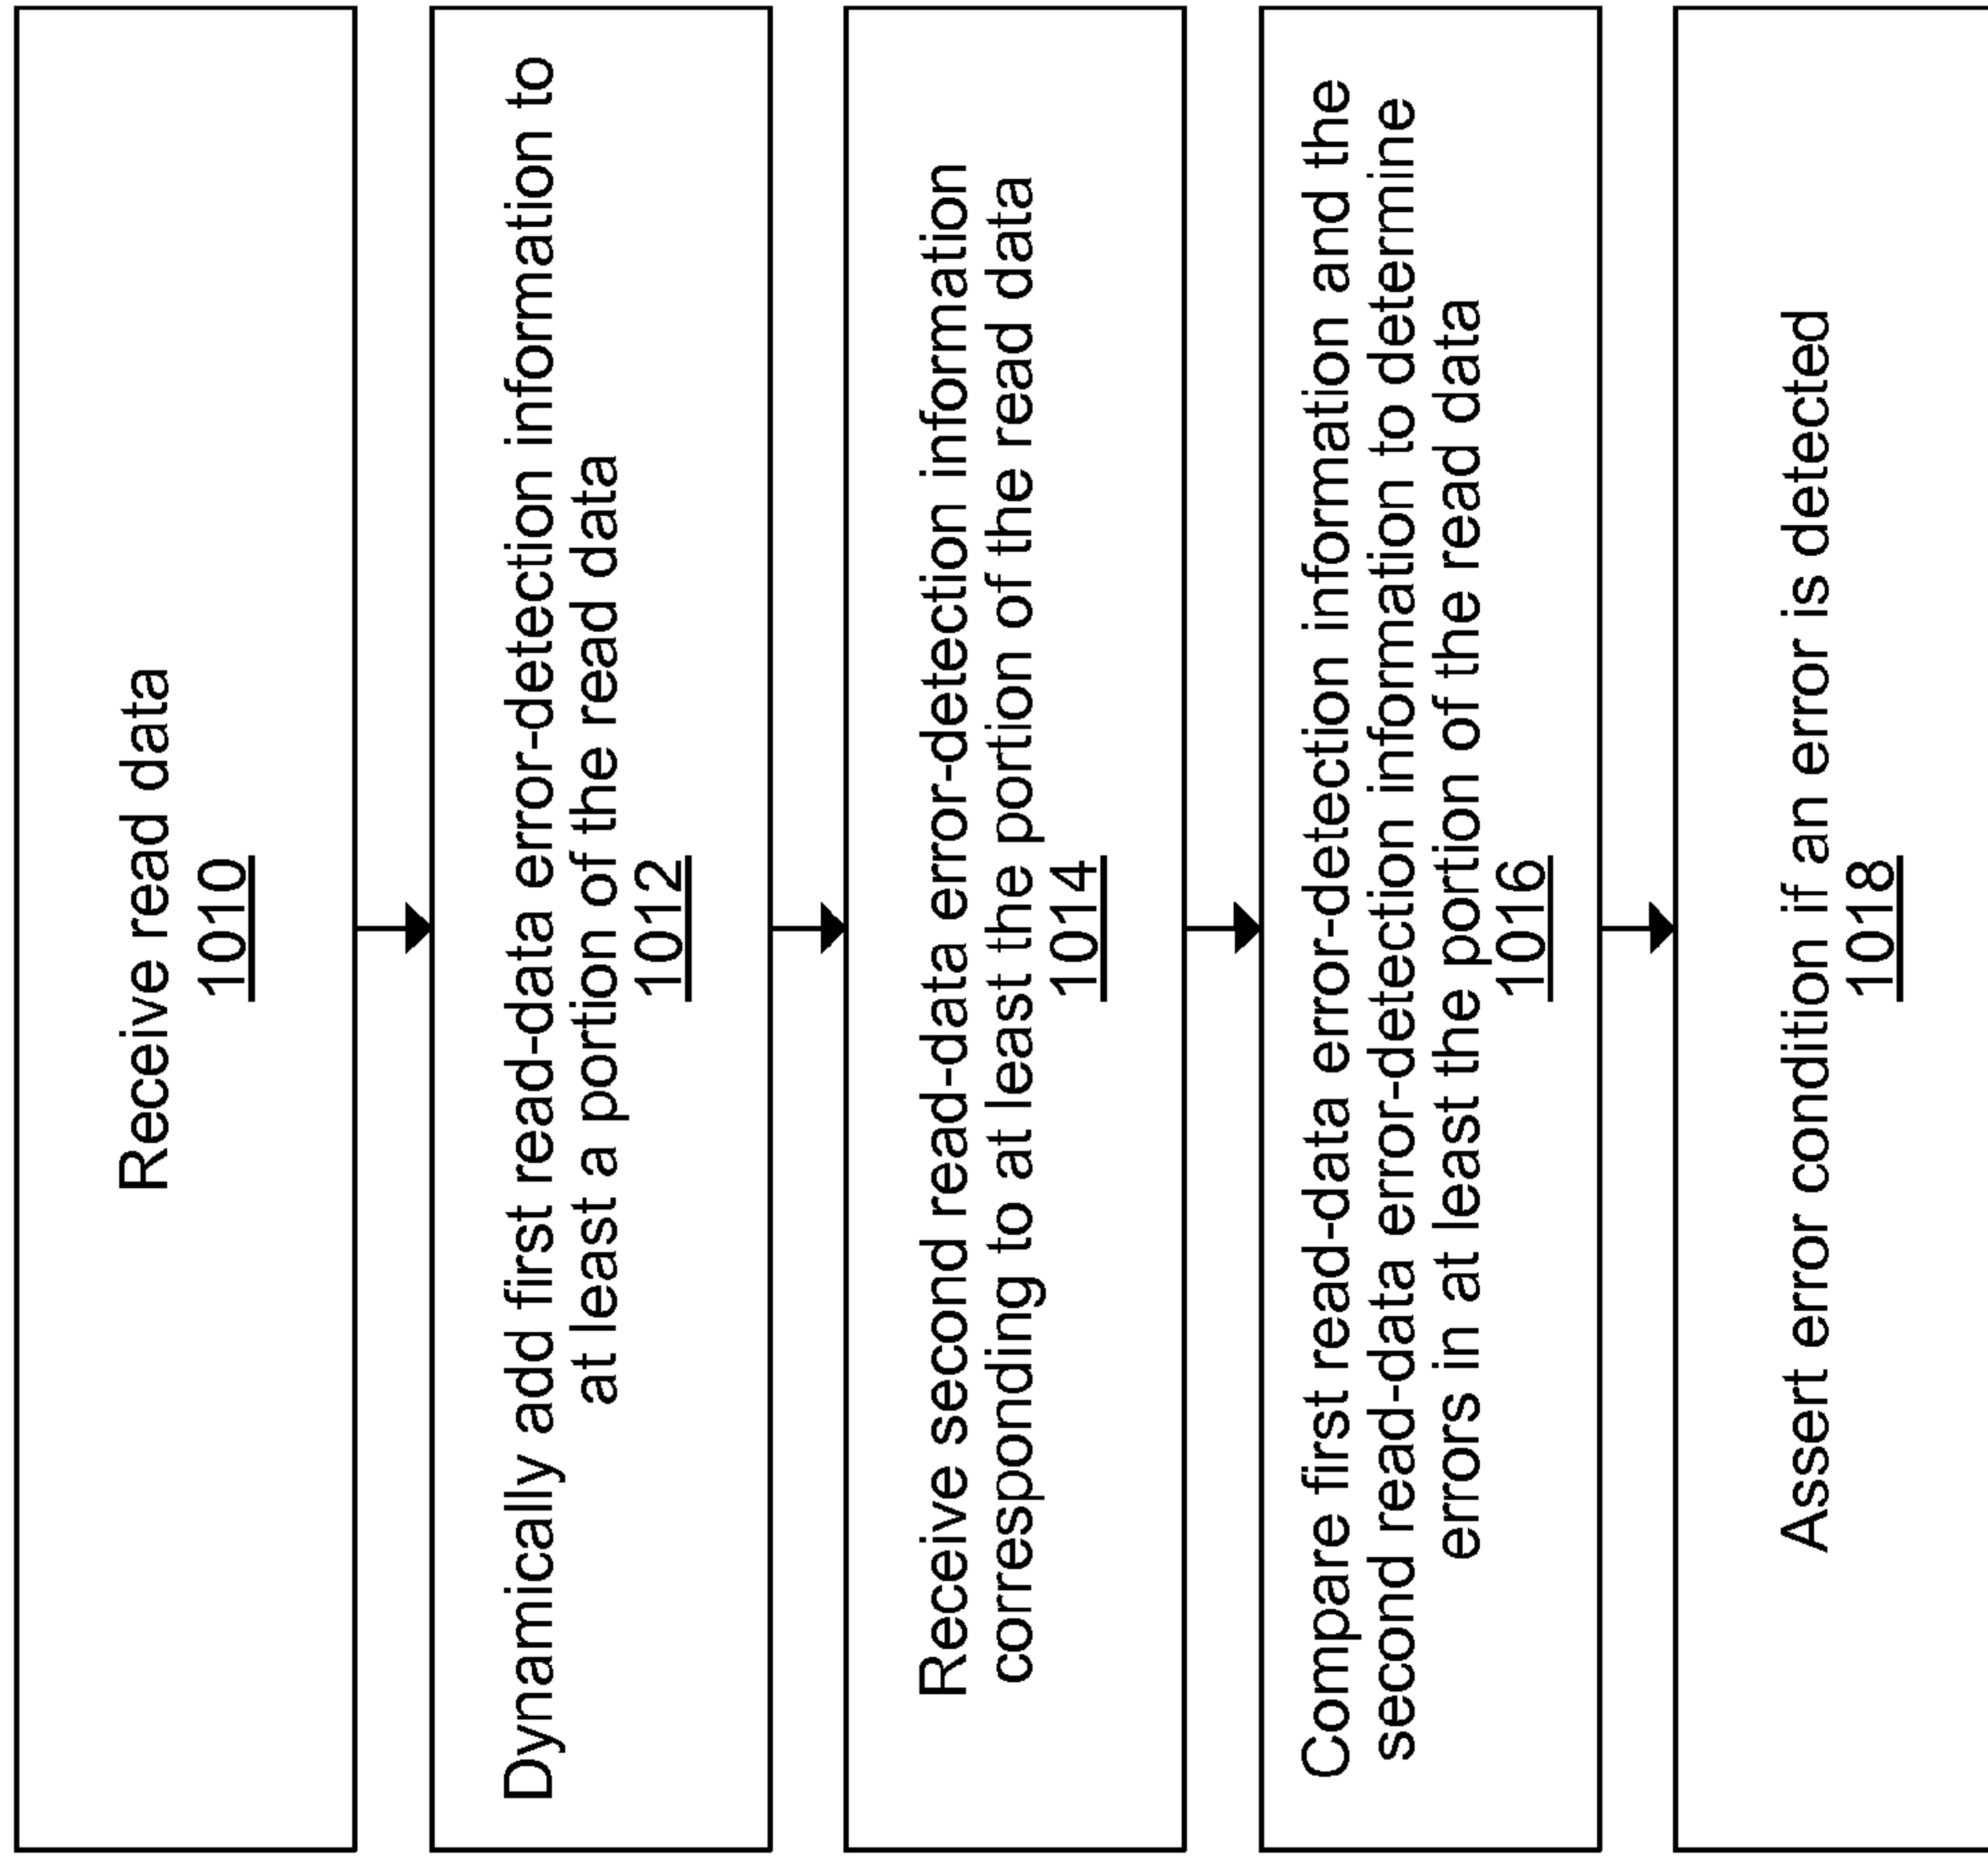 Receive read data
1010
Dynamically add first read-data error-detection information to
at least a portion of the read data
1012
Receive second read-data error-detection information
corresponding to at least the portion of the read data
1014
Compare first read-data error-detection information and the
second read-data error-detection information to determine
errors in at least the portion of the read data
1016
Assert error condition if an error is detected
1018